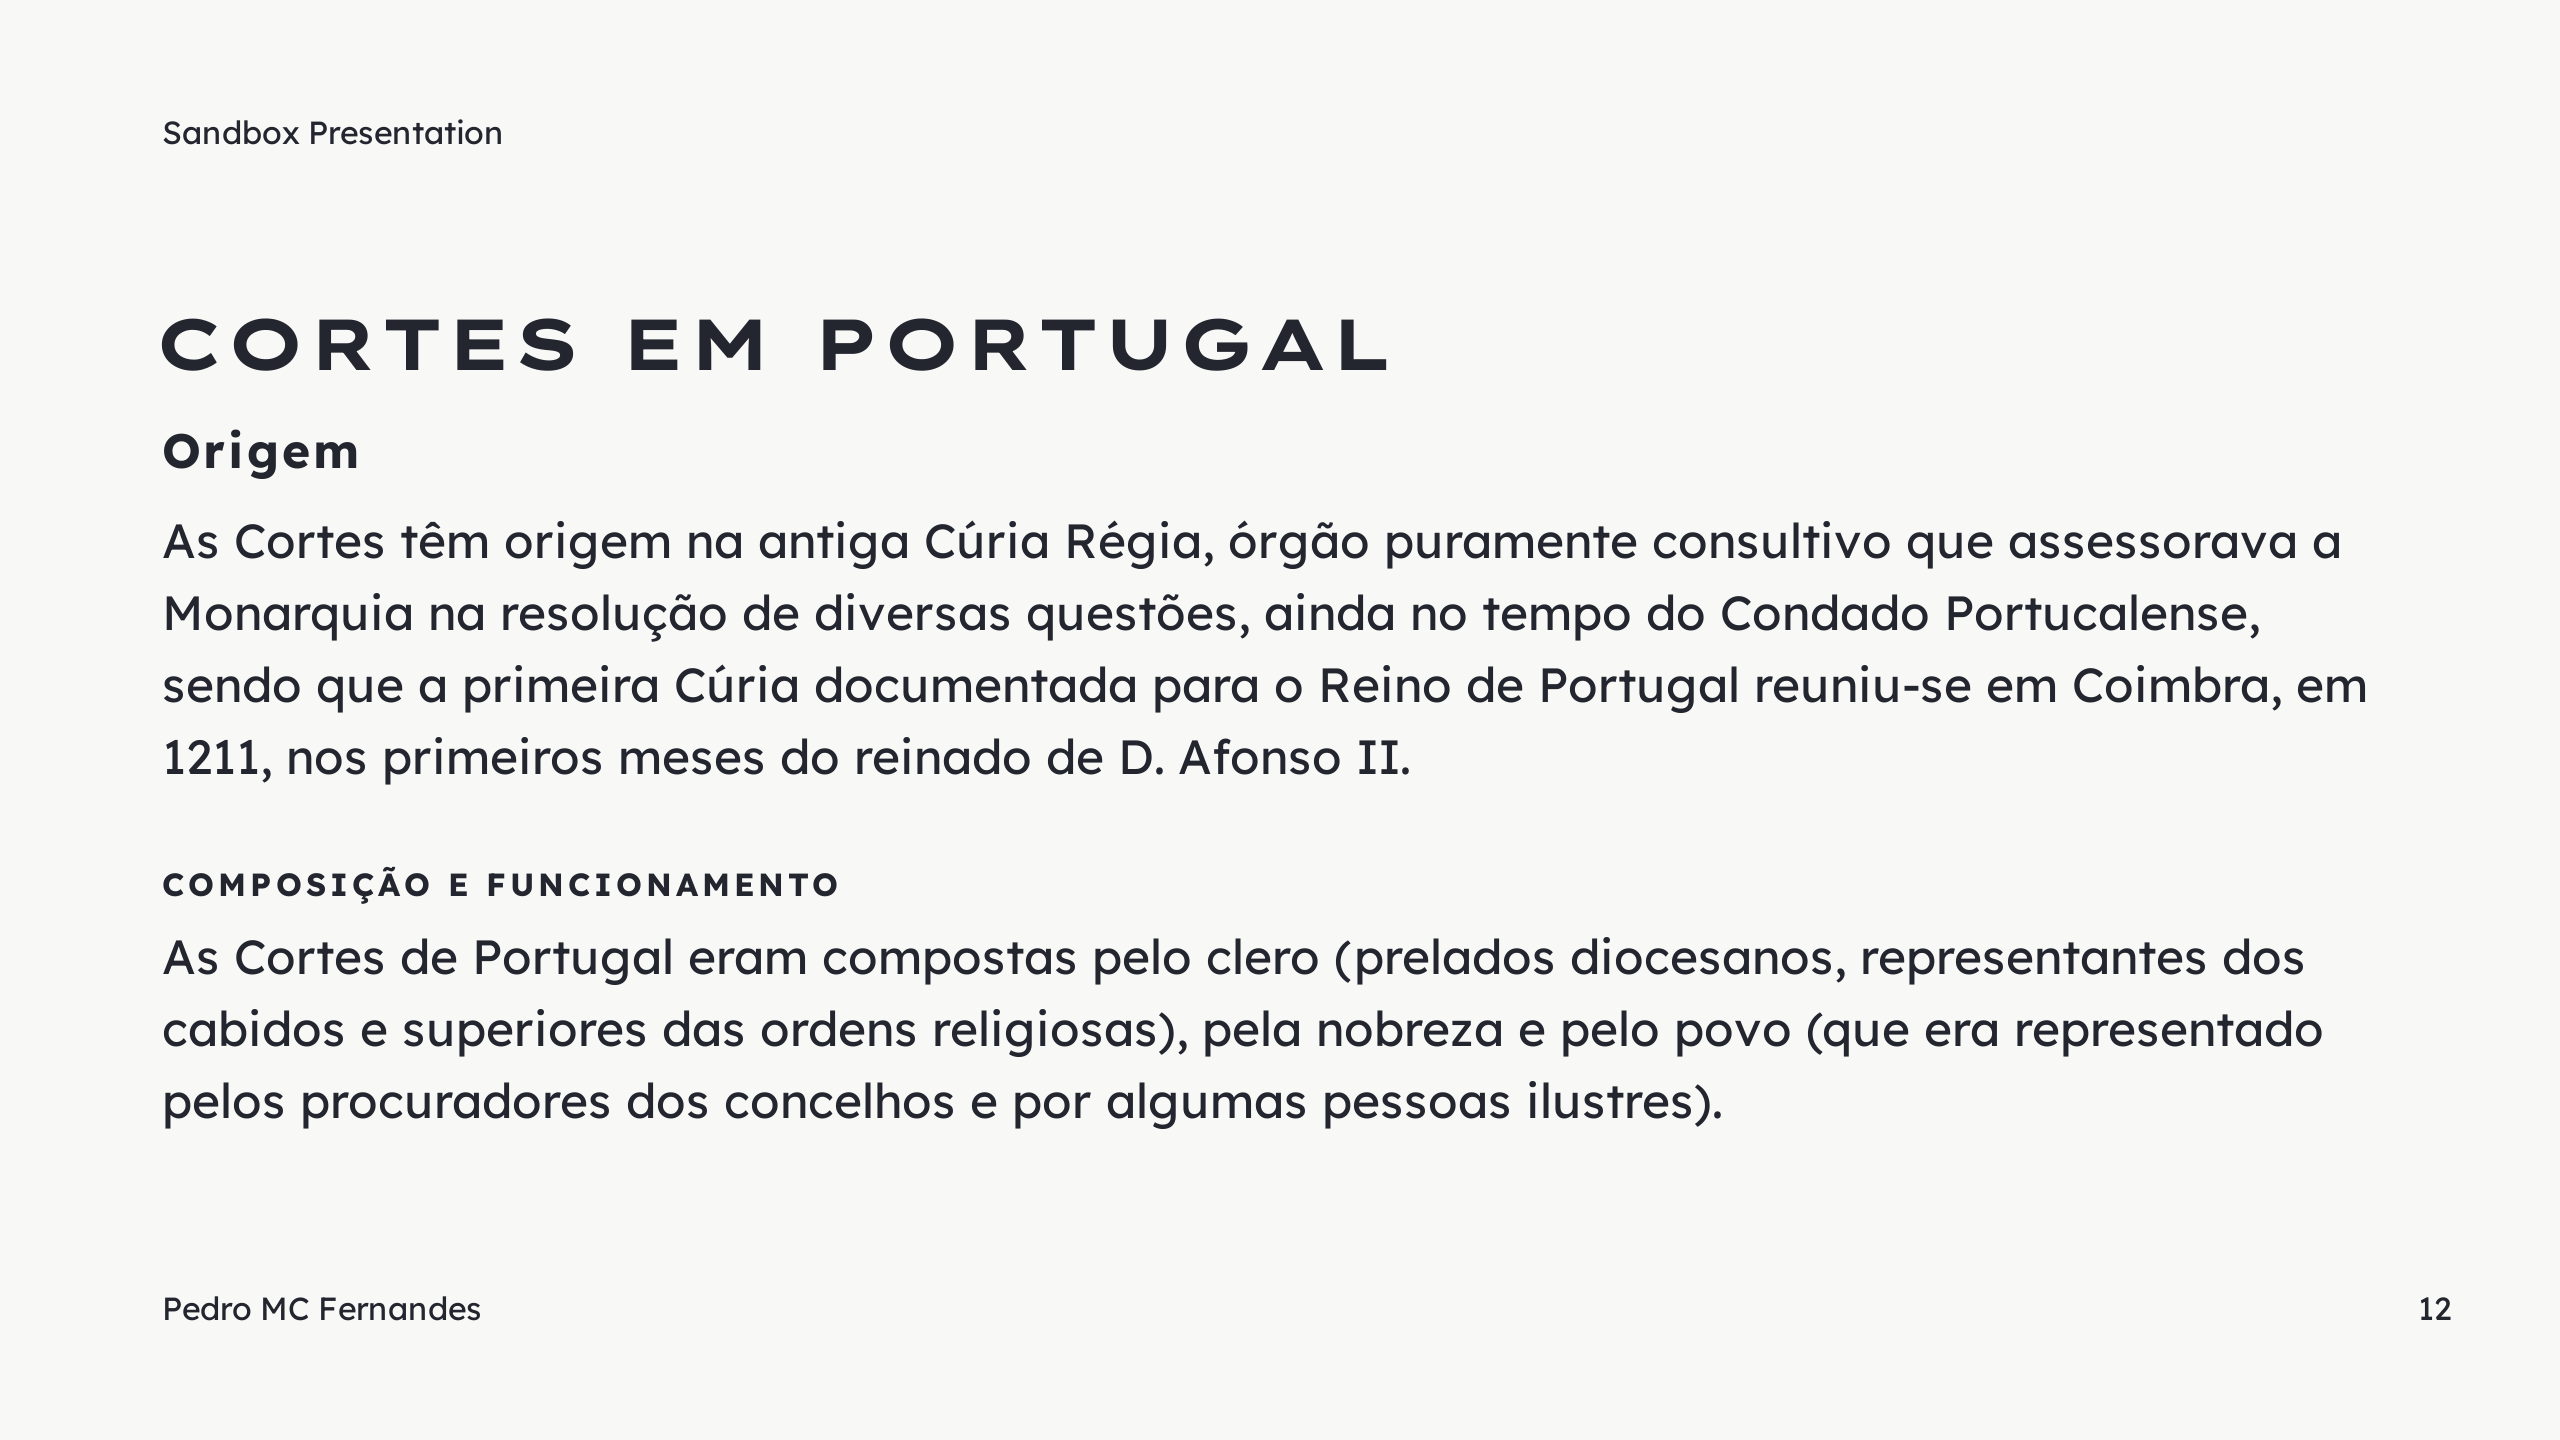 Sandbox Presentation
CORTES EM PORTUGAL
Origem
As Cortes têm origem na antiga Cúria Régia, órgão puramente consultivo que assessorava a
Monarquia na resolução de diversas questões, ainda no tempo do Condado Portucalense,
sendo que a primeira Cúria documentada para o Reino de Portugal reuniu-se em Coimbra, em
1211, nos primeiros meses do reinado de D. Afonso II.
COMPOSIÇÃO E FUNCIONAMENTO
As Cortes de Portugal eram compostas pelo clero (prelados diocesanos, representantes dos
cabidos e superiores das ordens religiosas), pela nobreza e pelo povo (que era representado
pelos procuradores dos concelhos e por algumas pessoas ilustres).
Pedro MC Fernandes
12